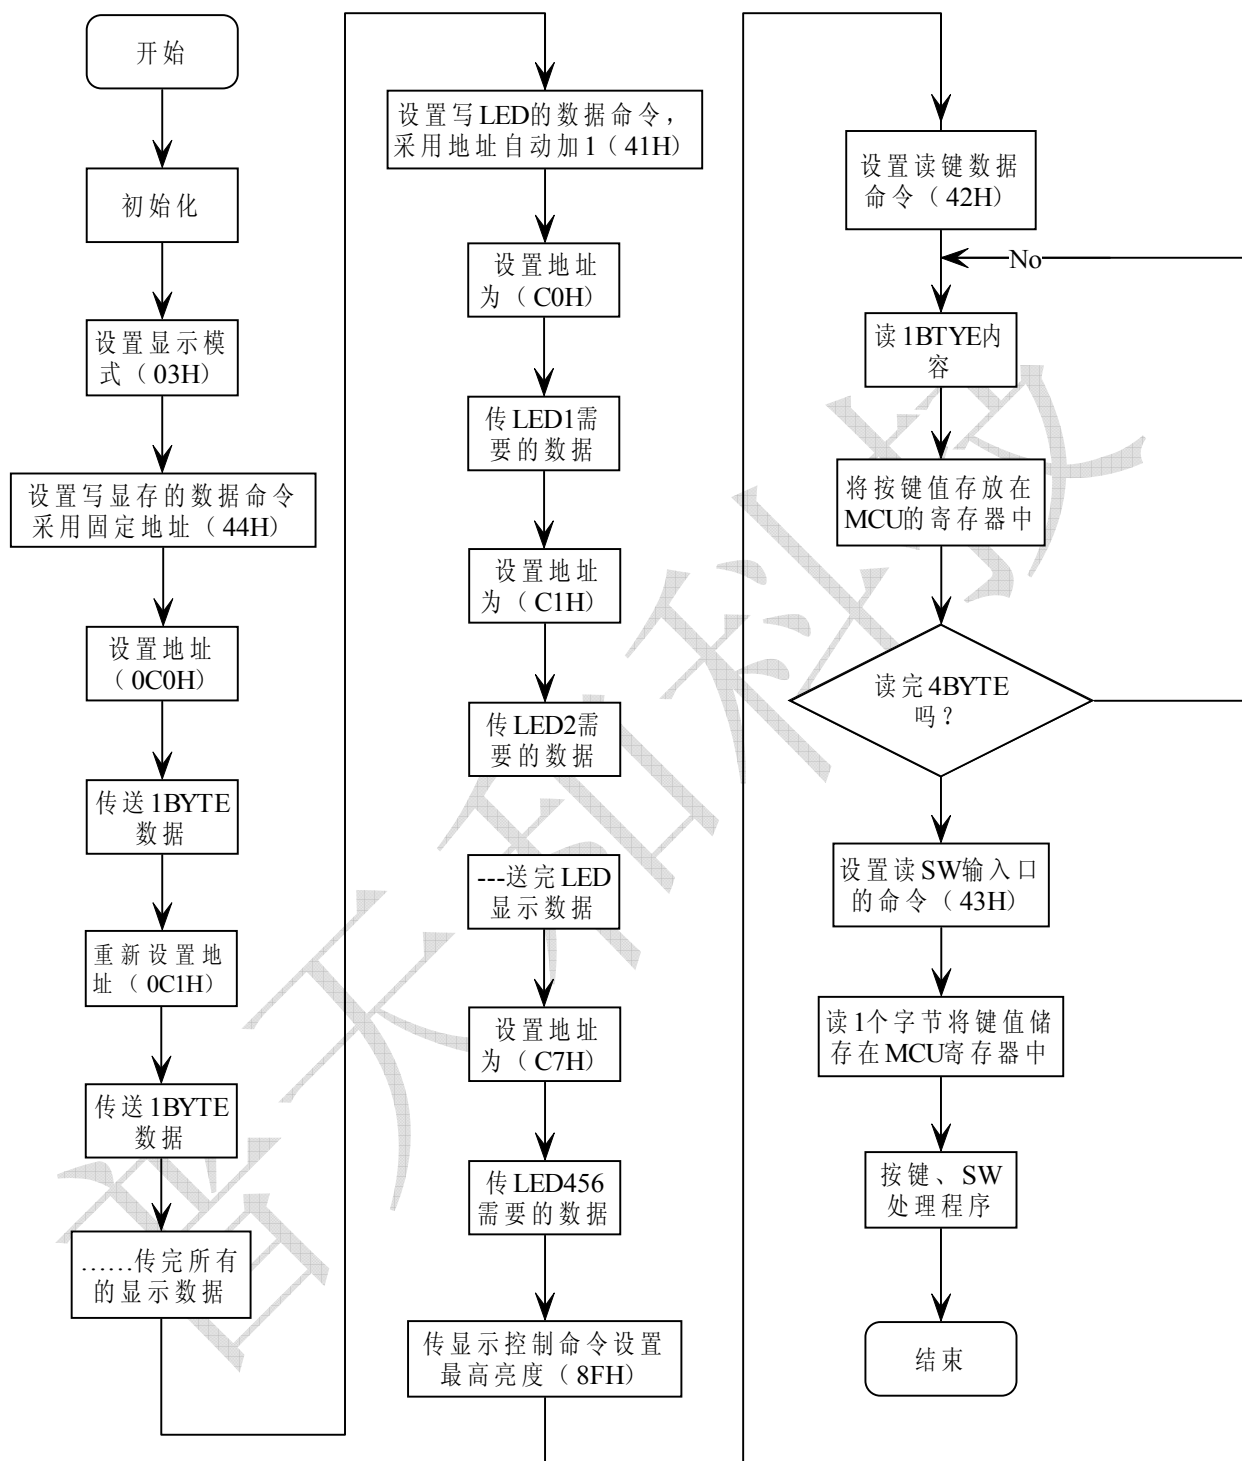 开始
初始化
设置显示模
式（03H）
设置写显存的数据命令
采用固定地址（44H）
设置地址
（0C0H）
传送1BYTE
数据
重新设置地
址（0C1H）
传送1BYTE
数据
……传完所有
的显示数据
设置写LED的数据命令，
采用地址自动加1（41H）
设置地址
为（C0H）
传LED1需
要的数据
设置地址
为（C1H）
传LED2需
要的数据
---送完LED
显示数据
设置地址
为（C7H）
传LED456
需要的数据
传显示控制命令设置
最高亮度（8FH）
设置读键数据
命令（42H）
No
读1BTYE内
容
将按键值存放在
MCU的寄存器中
读完4BYTE
吗？
设置读SW输入口
的命令（43H）
读1个字节将键值储
存在MCU寄存器中
按键、SW
处理程序
结束
普天和科技